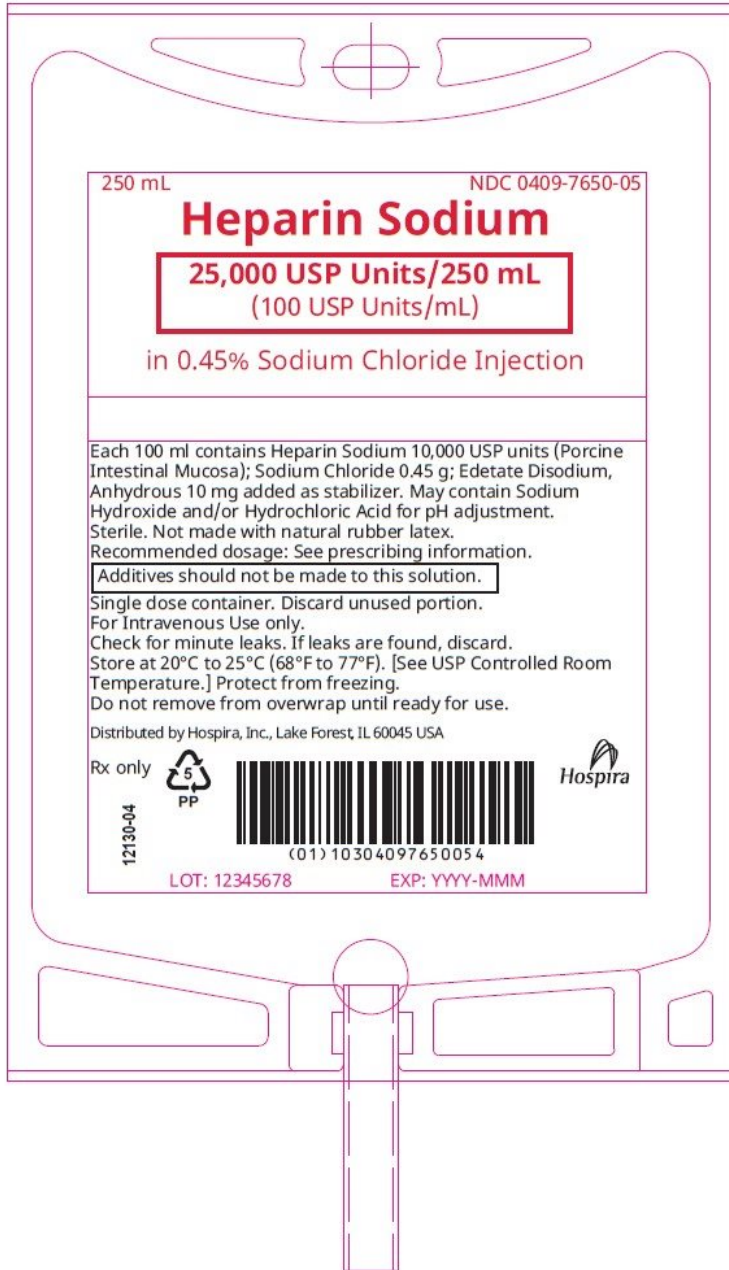 250 mL NDC 0409-7650-05
Heparin Sodium
25,000 USP Units/250 mL
(100 USP Units/mL)
in 0.45% Sodium Chloride Injection
Each 100 ml contains Heparin Sodium 10,000 USP units (Porcine
Intestinal Mucosa); Sodium Chloride 0.45 g; Edetate Disodium,
Anhydrous 10 mg added as stabilizer. May contain Sodium
Hydroxide and/or Hydrochloric Acid for pH adjustment.
Sterile. Not made with natural rubber latex.
Recommended dosage: See prescribing information.
Additives should not be made to this solution.
Single dose container. Discard unused portion.
For Intravenous Use only.
Check for minute leaks. If leaks are found, discard.
Store at 20°C to 25°C (68°F to 77°F). [See USP Controlled Room
Temperature.] Protect from freezing.
Do not remove from overwrap until ready for use.
Distributed by Hospira, Inc., Lake Forest, IL 60045 USA
Rx only
5
PP
Hospira
12130-04
(01)10304097650054
LOT: 12345678 EXP: YYYY-MMM